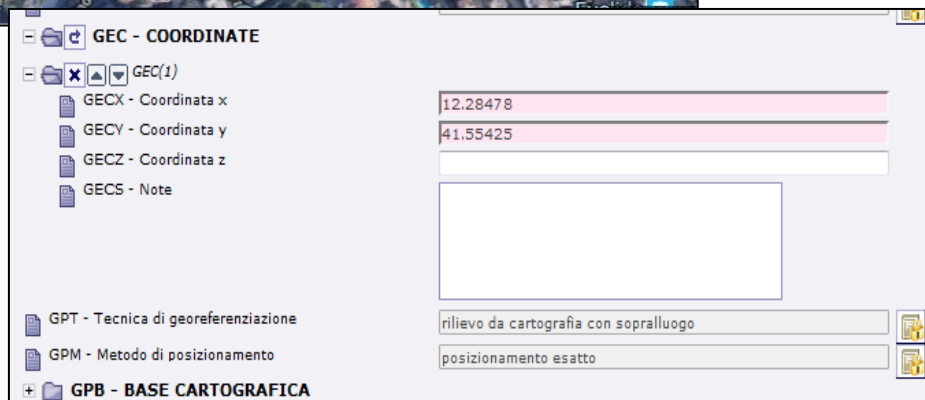 GEC - COORDINATE
GEC(1)
GECX - Coordinata x 12.28478
GECY - Coordinata y 41.55425
GECZ - Coordinata z
GECS - Note
GPT - Tecnica di georeferenziazione rilievo da cartografia con sopralluogo
GPM - Metodo di posizionamento posizionamento esatto
GPB - BASE CARTOGRAFICA